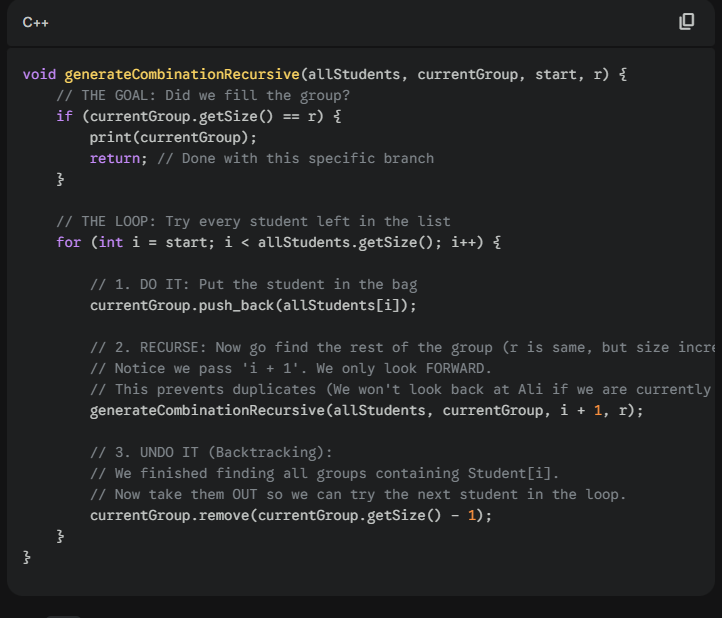 C++
void generateCombinationRecursive(allStudents, currentGroup, start, r) {
// THE GOAL: Did we fill the group?
if (currentGroup.getSize() == r) {
print(currentGroup);
return; // Done with this specific branch
}
// THE LOOP: Try every student left in the list
for (int i = start; i < allStudents.getSize(); i++) {
// 1. DO IT: Put the student in the bag
currentGroup.push_back(allStudents[i]);
// 2. RECURSE: Now go find the rest of the group (r is same, but size incre
// Notice we pass 'i + 1'. We only look FORWARD.
// This prevents duplicates (We won't look back at Ali if we are currently
generateCombinationRecursive(allStudents, currentGroup, i + 1, r);
// 3. UNDO IT (Backtracking):
// We finished finding all groups containing Student[i].
// Now take them OUT so we can try the next student in the loop.
currentGroup.remove(currentGroup.getSize() - 1);
}
}